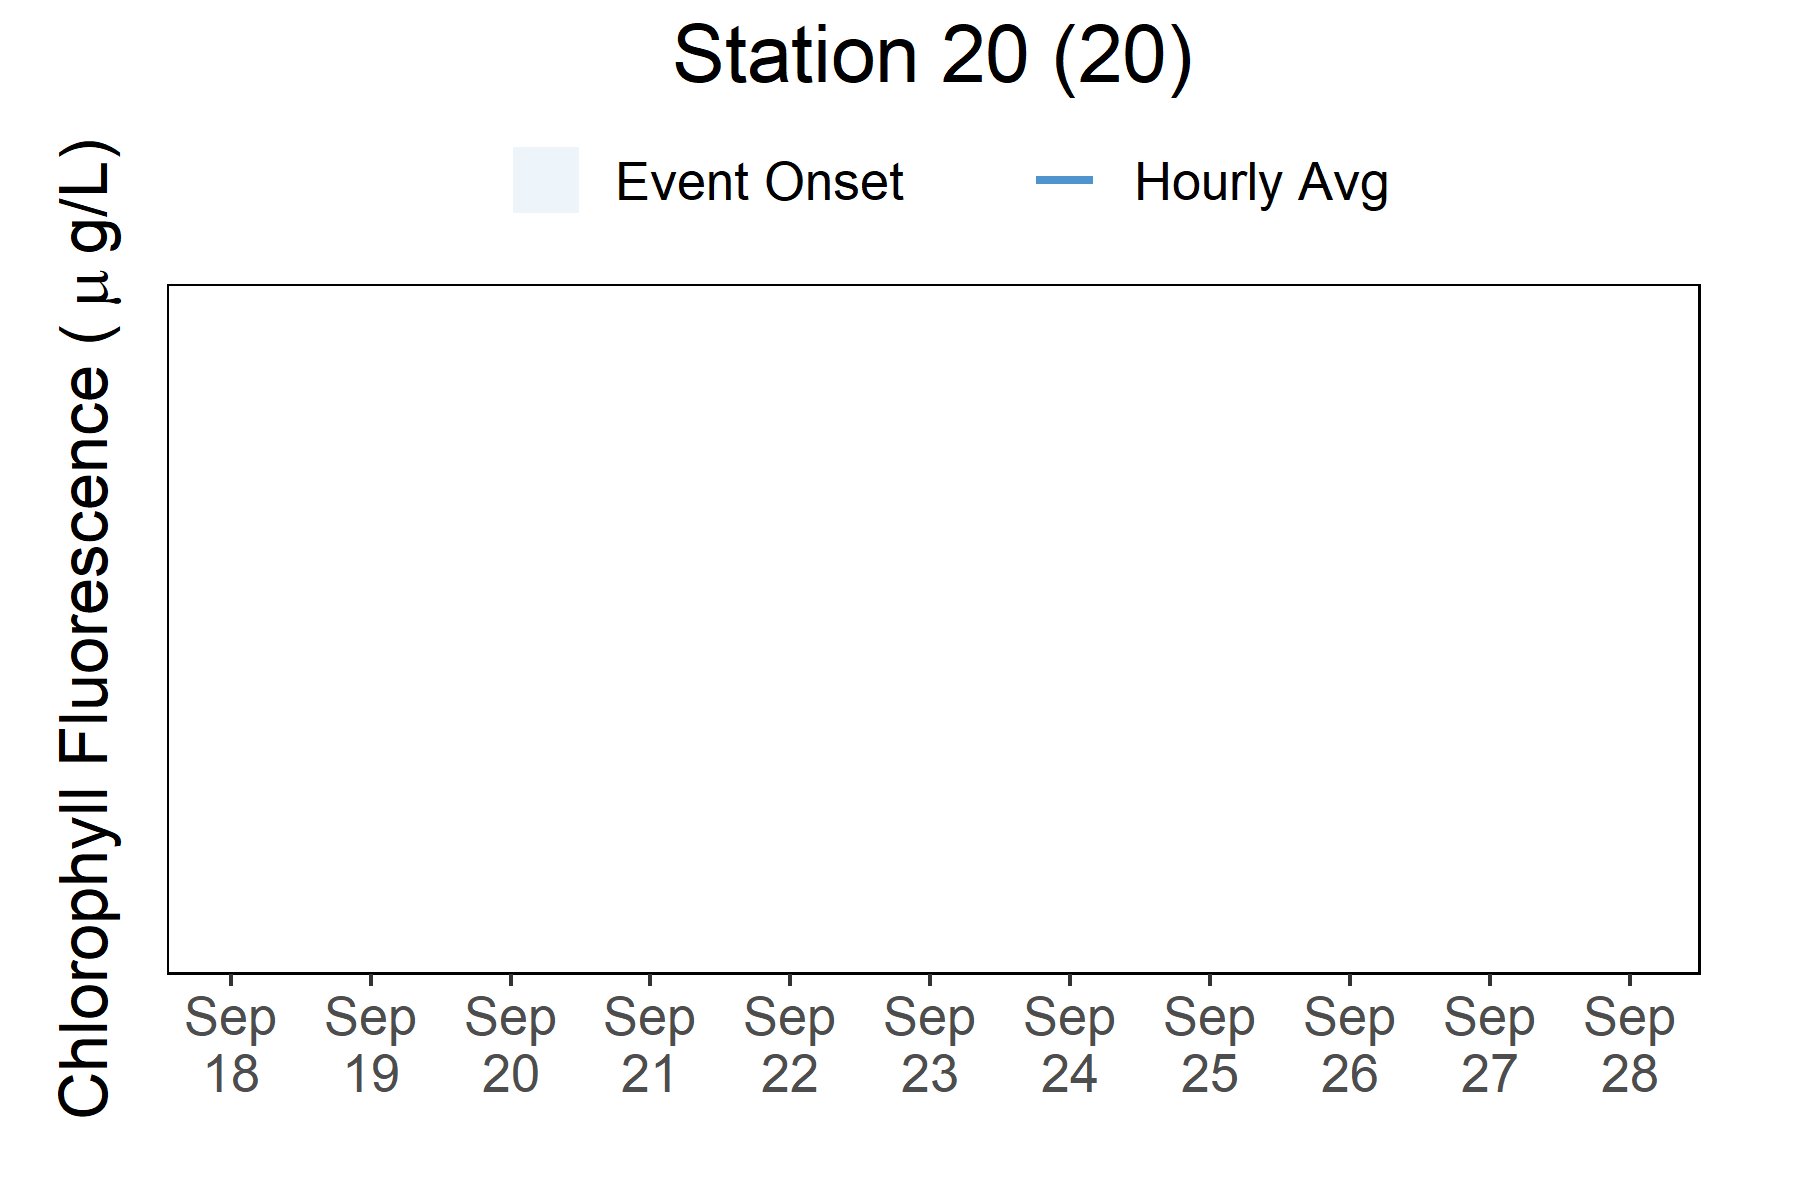 Station 20 (20)
Event Onset
Hourly Avg
Chlorophyll Fluorescence ( μ g/L)
Sep 18
Sep 19
Sep 20
Sep 21
Sep 22
Sep 23
Sep 24
Sep 25
Sep 26
Sep 27
Sep 28